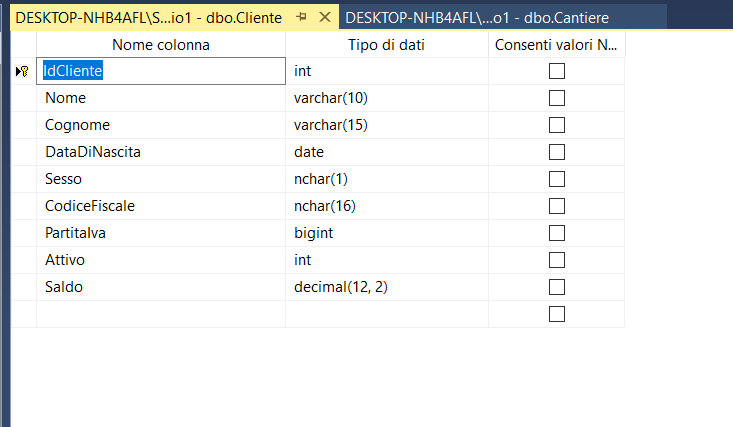 DESKTOP-NHB4AFL\S...io1 - dbo.Cliente DESKTOP-NHB4AFL\...o1 - dbo.Cantiere
Nome colonna Tipo di dati Consenti valori N...
IdCliente int
Nome varchar(10)
Cognome varchar(15)
DataDiNascita date
Sesso nchar(1)
CodiceFiscale nchar(16)
PartitaIva bigint
Attivo int
Saldo decimal(12, 2)